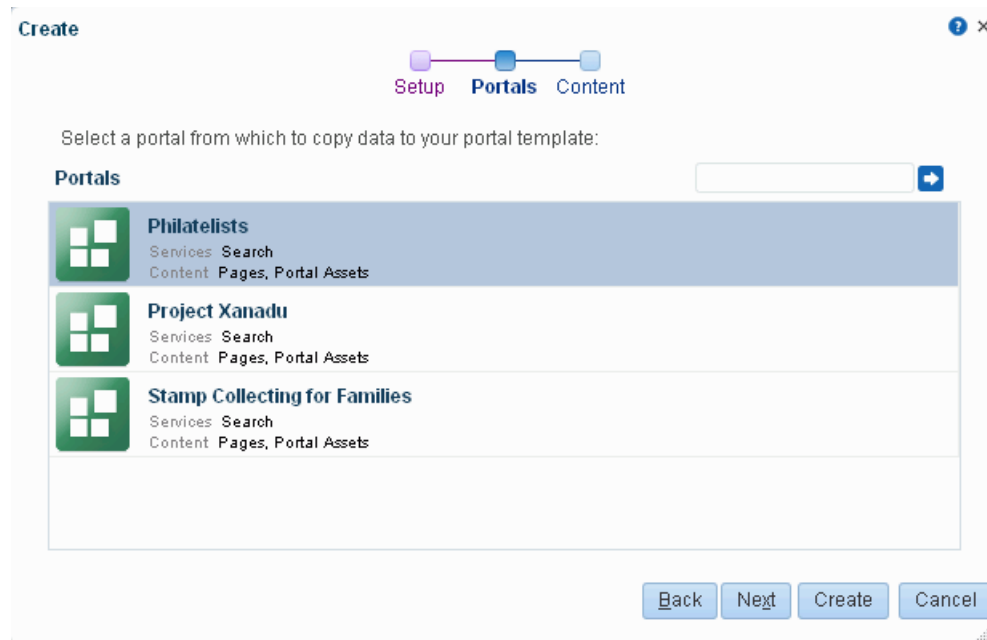 Create
Setup Portals Content
Select a portal from which to copy data to your portal template:
Portals
Philatelists
Services Search
Content Pages, Portal Assets
Project Xanadu
Services Search
Content Pages, Portal Assets
Stamp Collecting for Families
Services Search
Content Pages, Portal Assets
Back Next Create Cancel